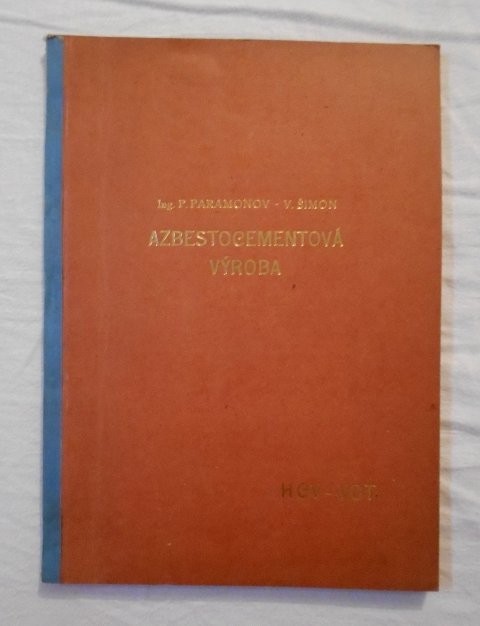 Ing. P. PARAMONOV - V. ŠIMON
AZBESTOCEMENTOVÁ
VÝROBA